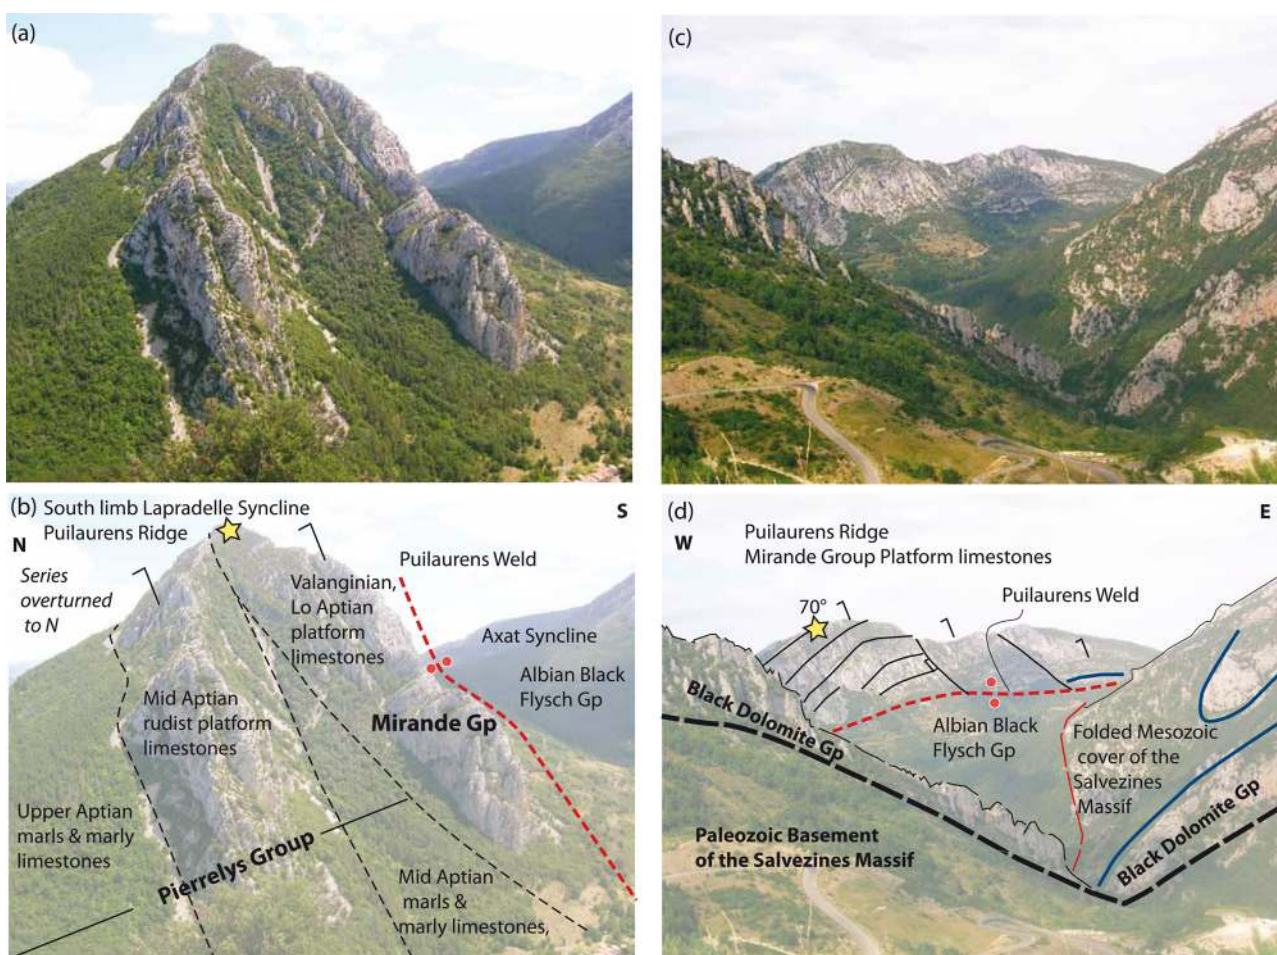 (a)
(c)
(b)
South limb Lapradelle Syncline
Puilaurens Ridge
S
N
Series
overturned
to N
Valanginian,
Lo Aptian
platform
limestones
Puilaurens Weld
Axat Syncline
Albian Black
Flysch Gp
Mid Aptian
rudist platform
limestones
Mirande Gp
Upper Aptian
marls & marly
limestones
Pierrelys Group
Mid Aptian
marls &
marly limestones,
(d)
E
W
Puilaurens Ridge
Mirande Group Platform limestones
70°
Puilaurens Weld
Black Dolomite Gp
Albian Black
Flysch Gp
Folded Mesozoic
cover of the
Salvezines
Massif
Black Dolomite Gp
Paleozoic Basement
of the Salvezines Massif